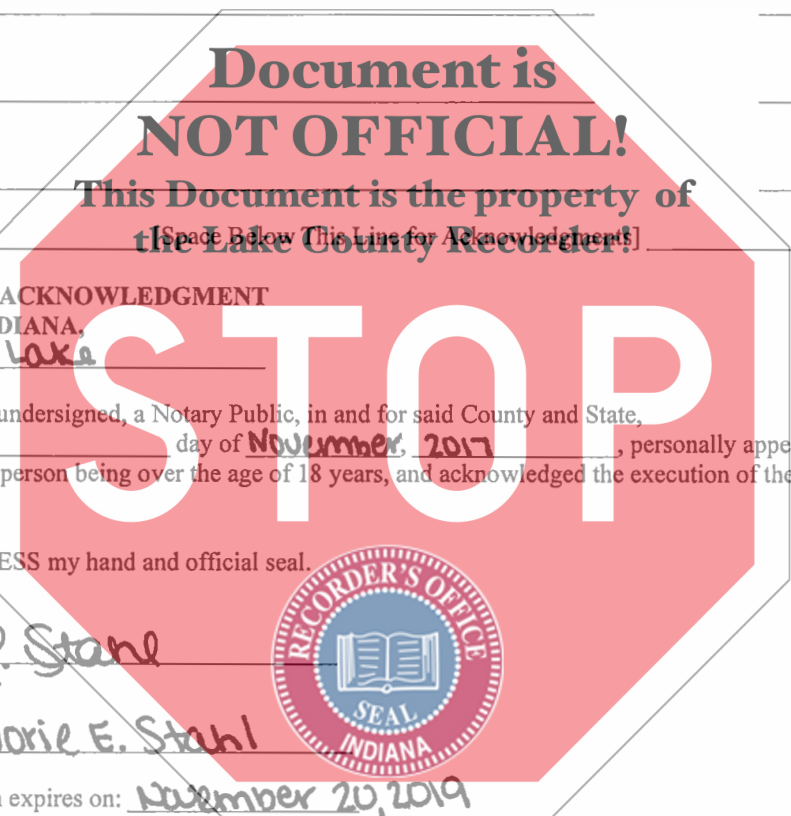 Document is
NOT OFFICIAL!
This Document is the property of
the Lake County Recorder!
[Space Below This Line for Acknowledgments]
ACKNOWLEDGMENT
DIANA,
Lake
STOP
undersigned, a Notary Public, in and for said County and State,
day of November, 2017, personally appe
person being over the age of 18 years, and acknowledged the execution of the
ESS my hand and official seal.
RECORDER'S OFFICE
SEAL
INDIANA
Stahl
orie E. Stahl
expires on: November 20, 2019